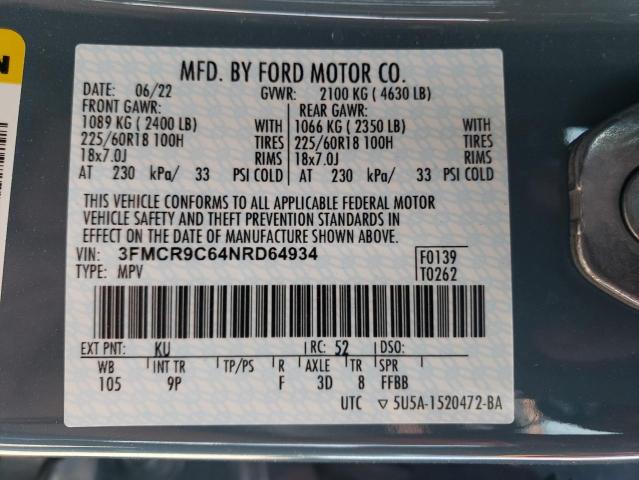 MFD. BY FORD MOTOR CO.
DATE: 06/22 GVWR: 2100 KG ( 4630 LB)
FRONT GAWR: REAR GAWR:
1089 KG ( 2400 LB) WITH 1066 KG ( 2350 LB) WITH
225/60R18 100H TIRES 225/60R18 100H TIRES
18x7.0J RIMS 18x7.0J RIMS
AT 230 kPa/ 33 PSI COLD AT 230 kPa/ 33 PSI COLD
THIS VEHICLE CONFORMS TO ALL APPLICABLE FEDERAL MOTOR
VEHICLE SAFETY AND THEFT PREVENTION STANDARDS IN
EFFECT ON THE DATE OF MANUFACTURE SHOWN ABOVE.
VIN: 3FMCR9C64NRD64934 F0139
TYPE: MPV T0262
EXT PNT: KU RC: 52 DSO:
WB INT TR TP/PS R AXLE TR SPR
105 9P F 3D 8 FFBB
UTC ▽ 5U5A-1520472-BA